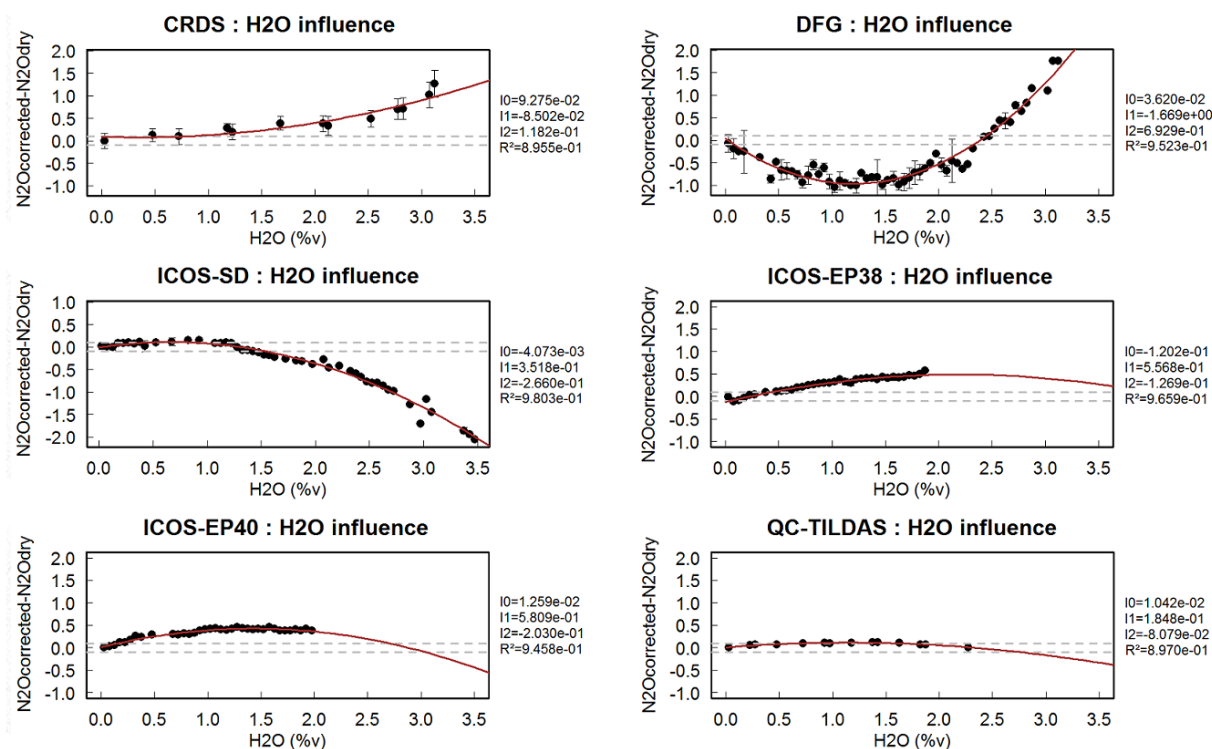 CRDS : H2O influence
N2Ocorrected-N2Odry
2.0
1.5
1.0
0.5
0.0
-0.5
-1.0
0.0 0.5 1.0 1.5 2.0 2.5 3.0 3.5
H2O (%v)
I0=9.275e-02
I1=-8.502e-02
I2=1.182e-01
R²=8.955e-01
DFG : H2O influence
N2Ocorrected-N2Odry
2.0
1.5
1.0
0.5
0.0
-0.5
-1.0
0.0 0.5 1.0 1.5 2.0 2.5 3.0 3.5
H2O (%v)
I0=3.620e-02
I1=-1.669e+00
I2=6.929e-01
R²=9.523e-01
ICOS-SD : H2O influence
N2Ocorrected-N2Odry
1.0
0.5
0.0
-0.5
-1.0
-1.5
-2.0
0.0 0.5 1.0 1.5 2.0 2.5 3.0 3.5
H2O (%v)
I0=-4.073e-03
I1=3.518e-01
I2=-2.660e-01
R²=9.803e-01
ICOS-EP38 : H2O influence
N2Ocorrected-N2Odry
2.0
1.5
1.0
0.5
0.0
-0.5
-1.0
0.0 0.5 1.0 1.5 2.0 2.5 3.0 3.5
H2O (%v)
I0=-1.202e-01
I1=5.568e-01
I2=-1.269e-01
R²=9.659e-01
ICOS-EP40 : H2O influence
N2Ocorrected-N2Odry
2.0
1.5
1.0
0.5
0.0
-0.5
-1.0
0.0 0.5 1.0 1.5 2.0 2.5 3.0 3.5
H2O (%v)
I0=1.259e-02
I1=5.809e-01
I2=-2.030e-01
R²=9.458e-01
QC-TILDAS : H2O influence
N2Ocorrected-N2Odry
2.0
1.5
1.0
0.5
0.0
-0.5
-1.0
0.0 0.5 1.0 1.5 2.0 2.5 3.0 3.5
H2O (%v)
I0=1.042e-02
I1=1.848e-01
I2=-8.079e-02
R²=8.970e-01